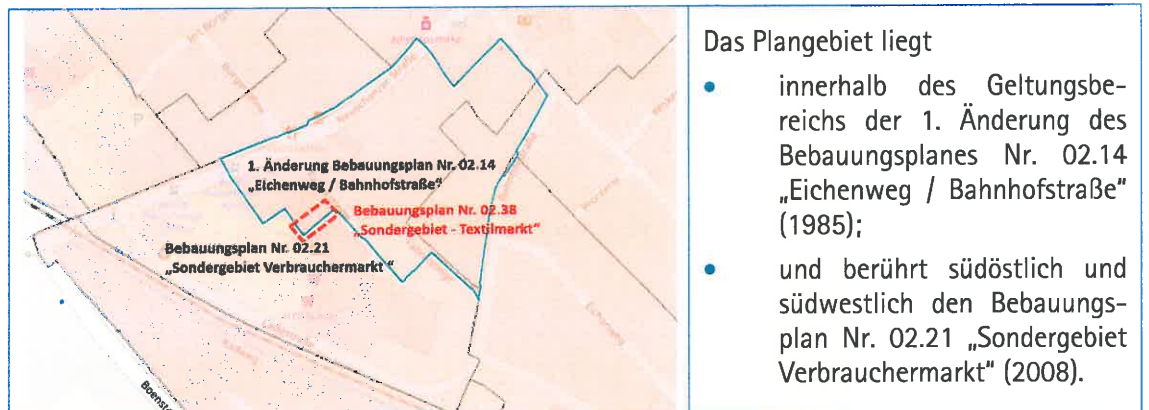 1. Änderung Bebauungsplan Nr. 02.14
„Eichenweg / Bahnhofstraße"
Bebauungsplan Nr. 02.38
„Sondergebiet - Textilmarkt"
Bebauungsplan Nr. 02.21
„Sondergebiet Verbrauchermarkt "
P
Das Plangebiet liegt
• innerhalb des Geltungsbe-
reichs der 1. Änderung des
Bebauungsplanes Nr. 02.14
„Eichenweg / Bahnhofstraße"
(1985);
• und berührt südöstlich und
südwestlich den Bebauungs-
plan Nr. 02.21 „Sondergebiet
Verbrauchermarkt" (2008).